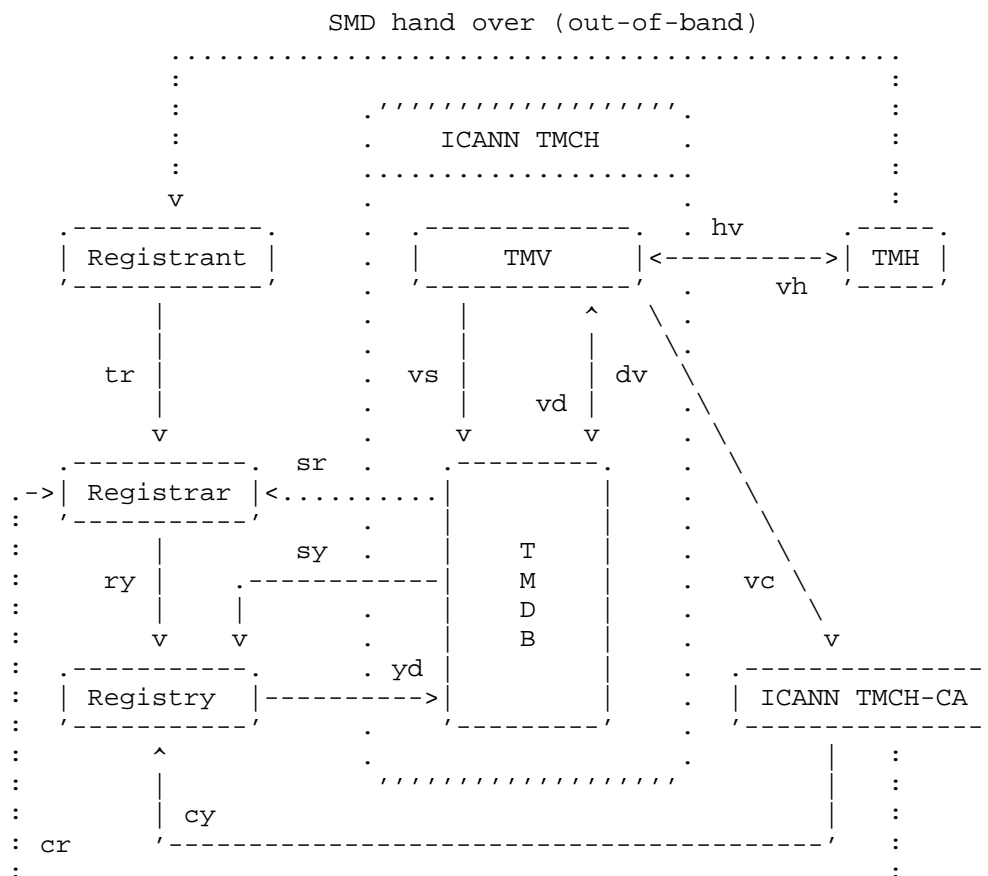 SMD hand over (out-of-band)
ICANN TMCH
hv
Registrant TMV TMH
vh
tr vs dv
vd
v v v
sr
Registrar
T
sy
ry M vc
D
B
yd
Registry ICANN TMCH-CA
cy
cr